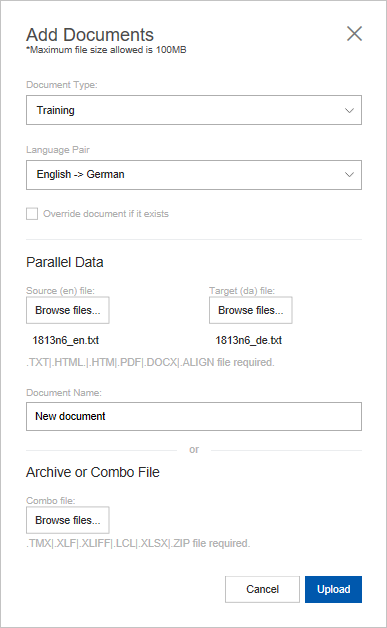 Add Documents
*Maximum file size allowed is 100MB
Document Type:
Training
Language Pair
English -> German
Override document if it exists
Parallel Data
Source (en) file: Target (da) file:
Browse files... Browse files...
1813n6_en.txt 1813n6_de.txt
.TXT|.HTML.|.HTM|.PDF|.DOCX|.ALIGN file required.
Document Name:
New document
or
Archive or Combo File
Combo file:
Browse files...
.TMX|.XLF|.XLIFF|.LCL|.XLSX|.ZIP file required.
Cancel Upload